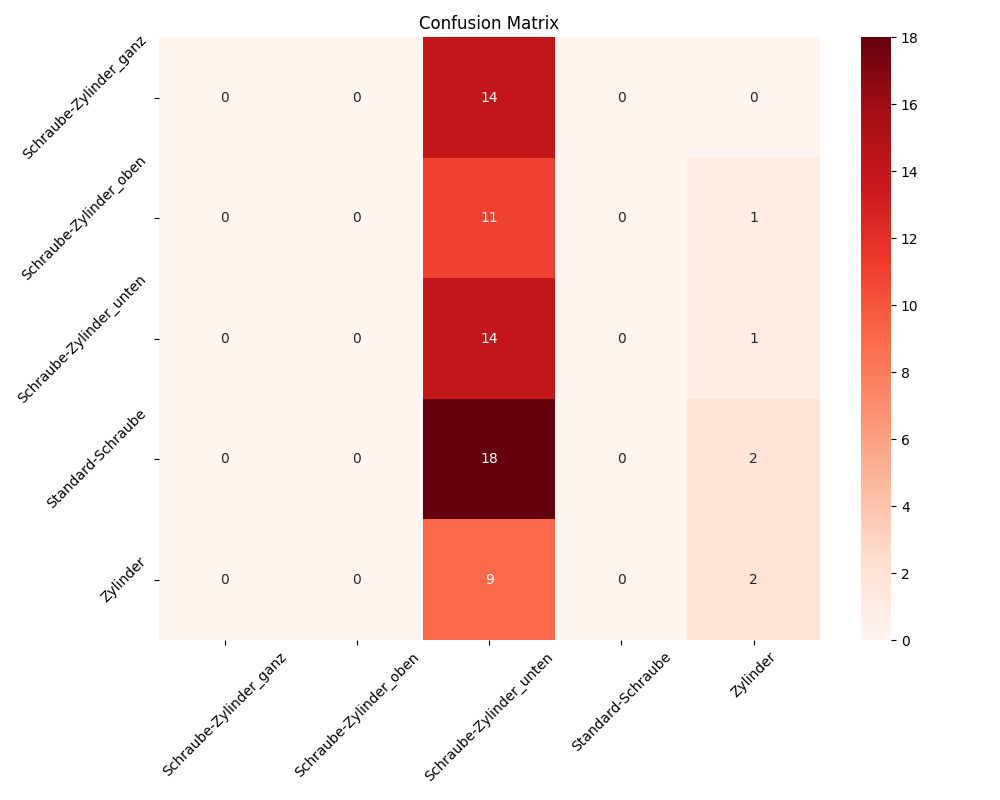 Confusion Matrix
Schraube-Zylinder_ganz
0 0 14 0 0
Schraube-Zylinder_oben
0 0 11 0 1
Schraube-Zylinder_unten
0 0 14 0 1
Standard-Schraube
0 0 18 0 2
Zylinder
0 0 9 0 2
Schraube-Zylinder_ganz
Schraube-Zylinder_oben
Schraube-Zylinder_unten
Standard-Schraube
Zylinder
18
16
14
12
10
8
6
4
2
0